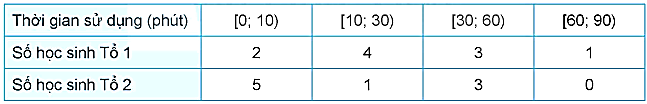 Thời gian sử dụng (phút) [0; 10) [10; 30) [30; 60) [60; 90)
Số học sinh Tổ 1 2 4 3 1
Số học sinh Tổ 2 5 1 3 0